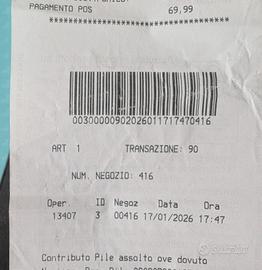 PAGAMENTO POS 69,99
**********************************
00300000902026011717470416
ART 1 TRANSAZIONE: 90
NUM. NEGOZIO: 416
Oper. ID Negoz Data Ora
13407 3 00416 17/01/2026 17:47
Contributo Pile assolto ove dovuto